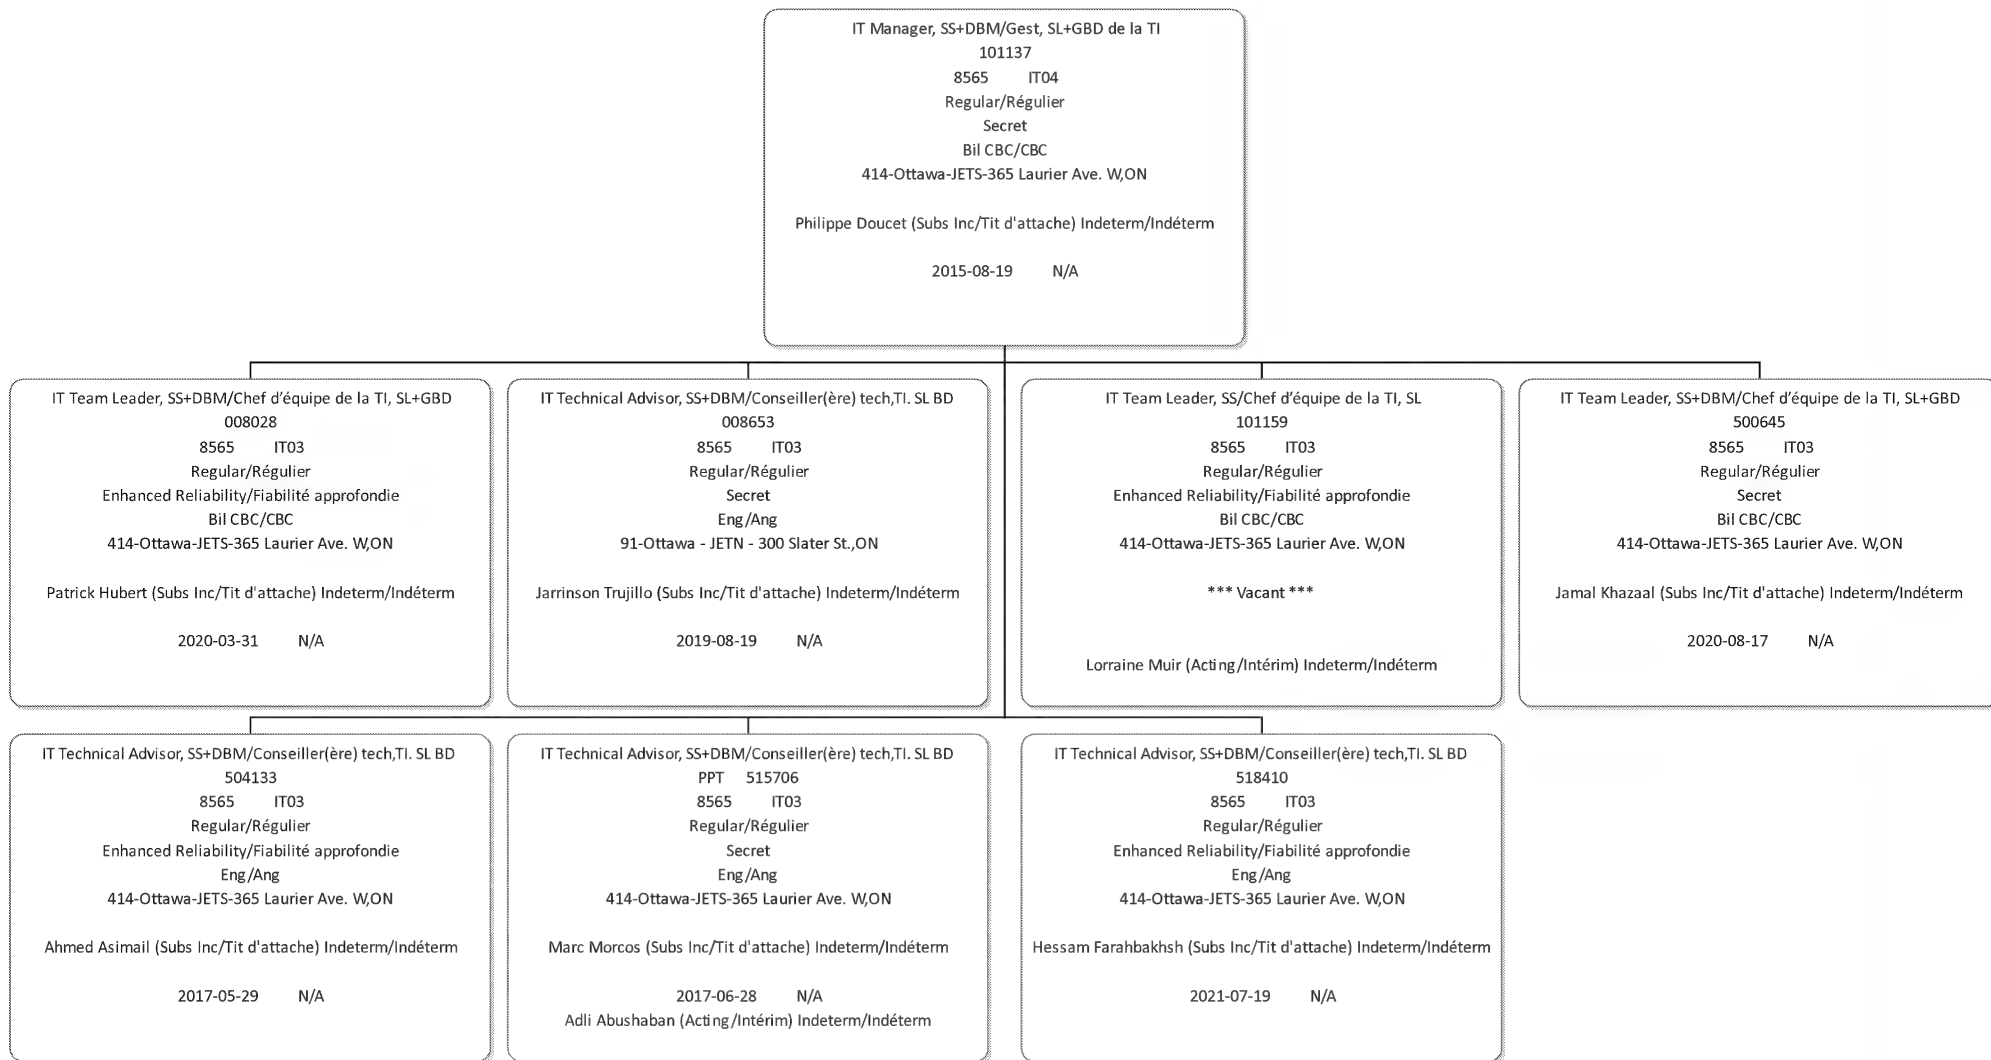 IT Manager, SS+DBM/Gest, SL+GBD de la TI
101137
8565 IT04
Regular/Régulier
Secret
Bil CBC/CBC
414-Ottawa-JETS-365 Laurier Ave. W,ON
Philippe Doucet (Subs Inc/Tit d'attache) Indeterm/Indéterm
2015-08-19 N/A
IT Team Leader, SS+DBM/Chef d’équipe de la TI, SL+GBD
008028
8565 IT03
Regular/Régulier
Enhanced Reliability/Fiabilité approfondie
Bil CBC/CBC
414-Ottawa-JETS-365 Laurier Ave. W,ON
Patrick Hubert (Subs Inc/Tit d'attache) Indeterm/Indéterm
2020-03-31 N/A
IT Technical Advisor, SS+DBM/Conseiller(ère) tech,TI. SL BD
008653
8565 IT03
Regular/Régulier
Secret
Eng/Ang
91-Ottawa - JETN - 300 Slater St.,ON
Jarrinson Trujillo (Subs Inc/Tit d'attache) Indeterm/Indéterm
2019-08-19 N/A
IT Team Leader, SS/Chef d’équipe de la TI, SL
101159
8565 IT03
Regular/Régulier
Enhanced Reliability/Fiabilité approfondie
Bil CBC/CBC
414-Ottawa-JETS-365 Laurier Ave. W,ON
*** Vacant ***
Lorraine Muir (Acting/Intérim) Indeterm/Indéterm
IT Team Leader, SS+DBM/Chef d’équipe de la TI, SL+GBD
500645
8565 IT03
Regular/Régulier
Secret
Bil CBC/CBC
414-Ottawa-JETS-365 Laurier Ave. W,ON
Jamal Khazaal (Subs Inc/Tit d'attache) Indeterm/Indéterm
2020-08-17 N/A
IT Technical Advisor, SS+DBM/Conseiller(ère) tech,TI. SL BD
504133
8565 IT03
Regular/Régulier
Enhanced Reliability/Fiabilité approfondie
Eng/Ang
414-Ottawa-JETS-365 Laurier Ave. W,ON
Ahmed Asimail (Subs Inc/Tit d'attache) Indeterm/Indéterm
2017-05-29 N/A
IT Technical Advisor, SS+DBM/Conseiller(ère) tech,TI. SL BD
PPT 515706
8565 IT03
Regular/Régulier
Secret
Eng/Ang
414-Ottawa-JETS-365 Laurier Ave. W,ON
Marc Morcos (Subs Inc/Tit d'attache) Indeterm/Indéterm
2017-06-28 N/A
Adli Abushaban (Acting/Intérim) Indeterm/Indéterm
IT Technical Advisor, SS+DBM/Conseiller(ère) tech,TI. SL BD
518410
8565 IT03
Regular/Régulier
Enhanced Reliability/Fiabilité approfondie
Eng/Ang
414-Ottawa-JETS-365 Laurier Ave. W,ON
Hessam Farahbakhsh (Subs Inc/Tit d'attache) Indeterm/Indéterm
2021-07-19 N/A